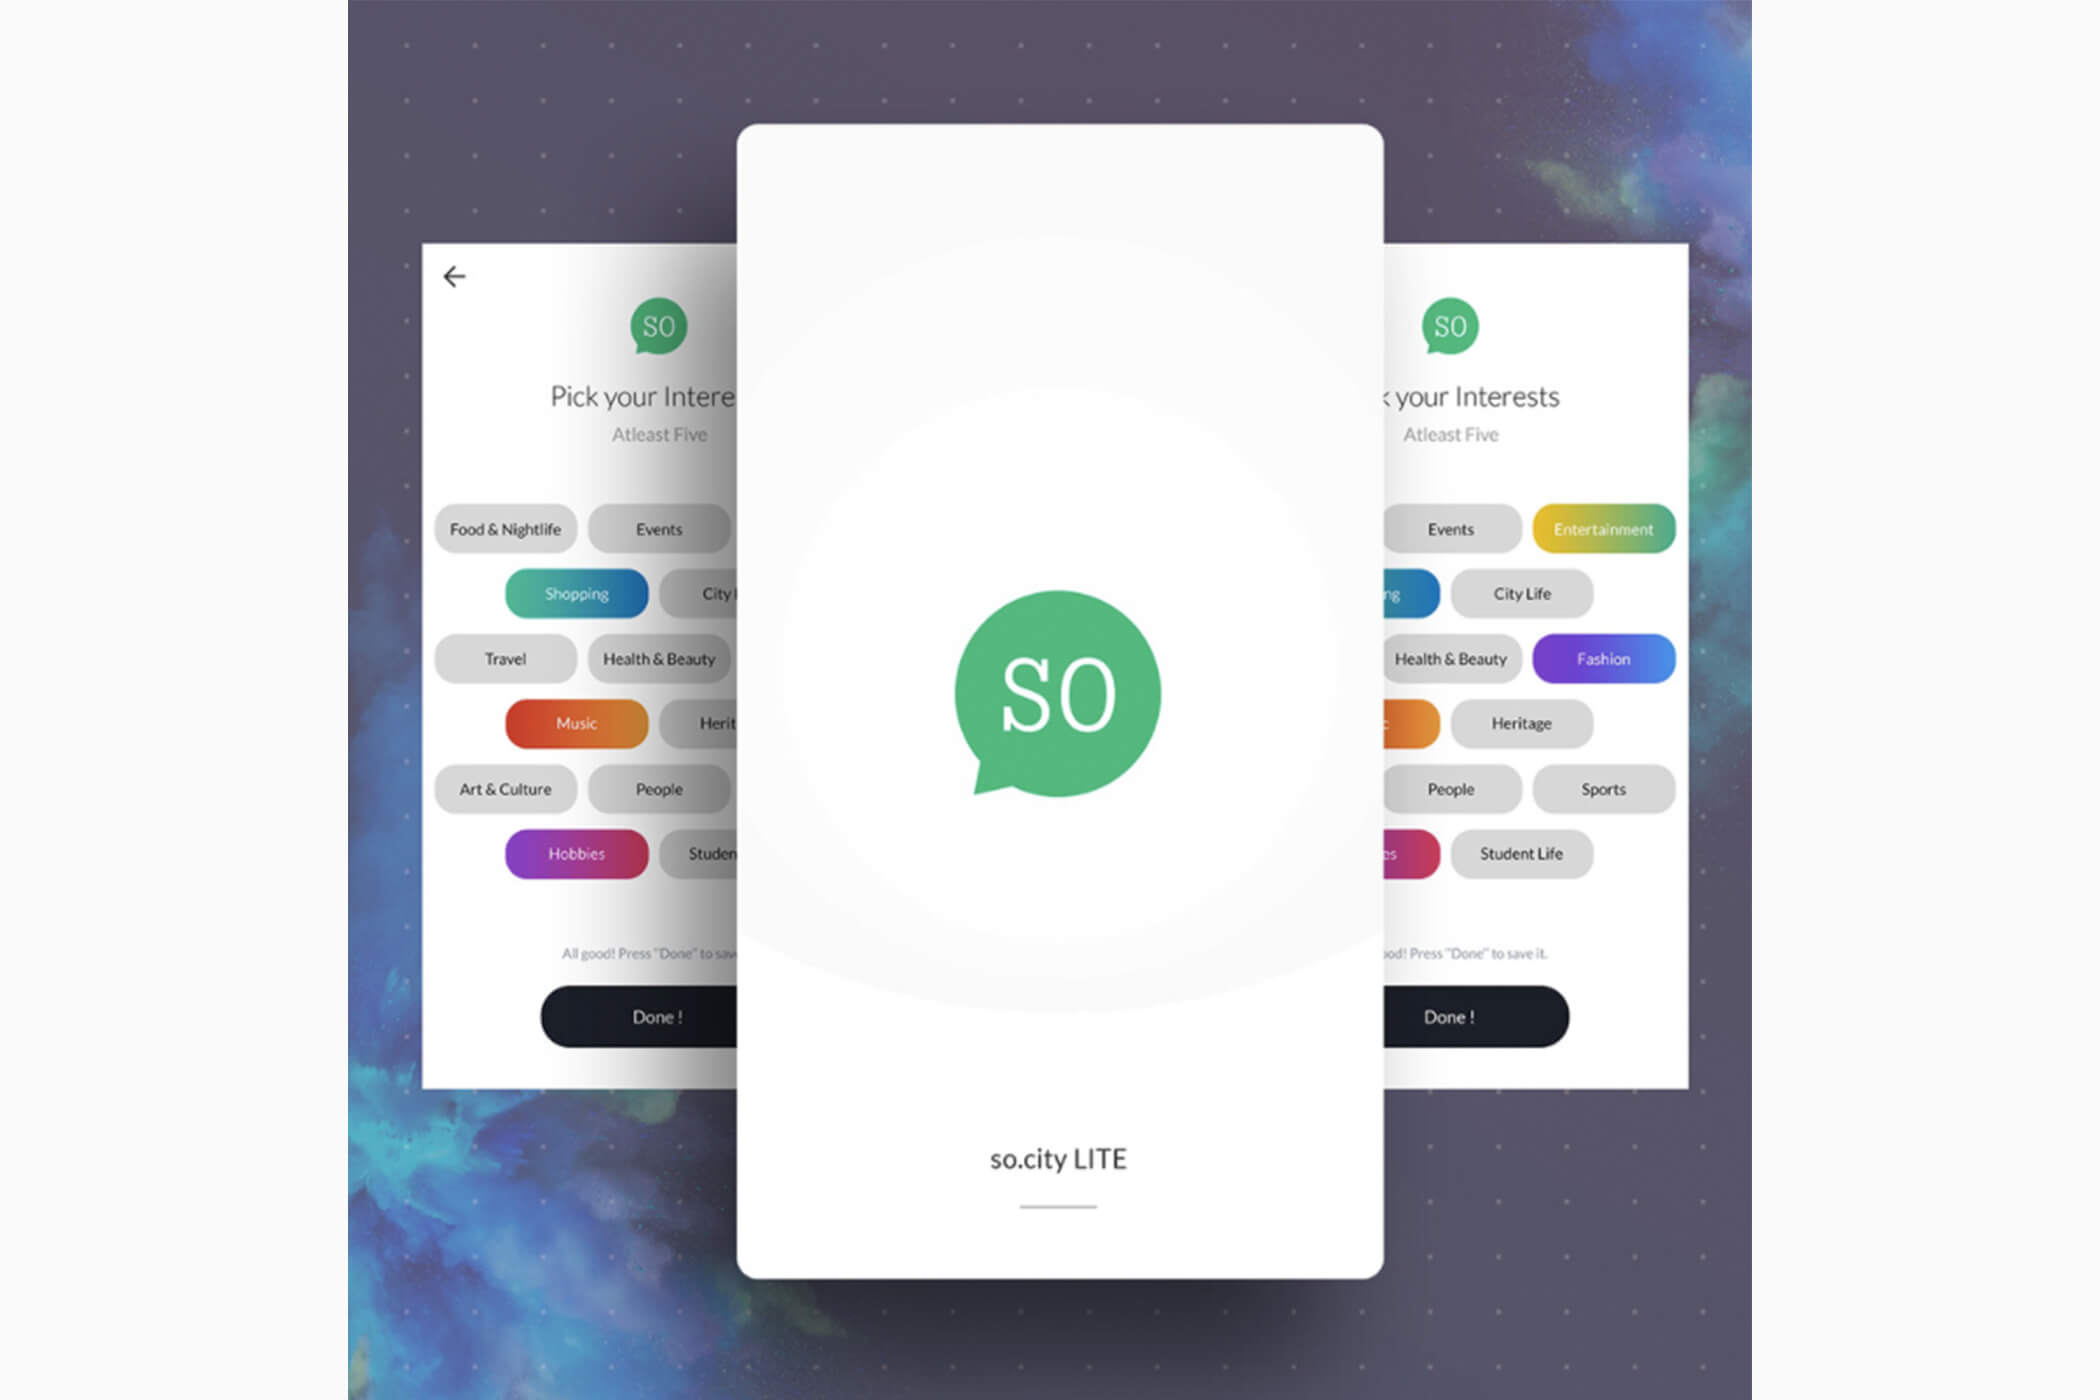 SO
Pick your Intere
Atleast Five
Food & Nightlife
Events
Shopping
City
Travel
Health & Beauty
Music
Herit
Art & Culture
People
Hobbies
Studen
All good! Press "Done" to sav
Done !
SO
so.city LITE
SO
k your Interests
Atleast Five
Events
Entertainment
ng
City Life
Health & Beauty
Fashion
c
Heritage
People
Sports
es
Student Life
ood! Press "Done" to save it.
Done !